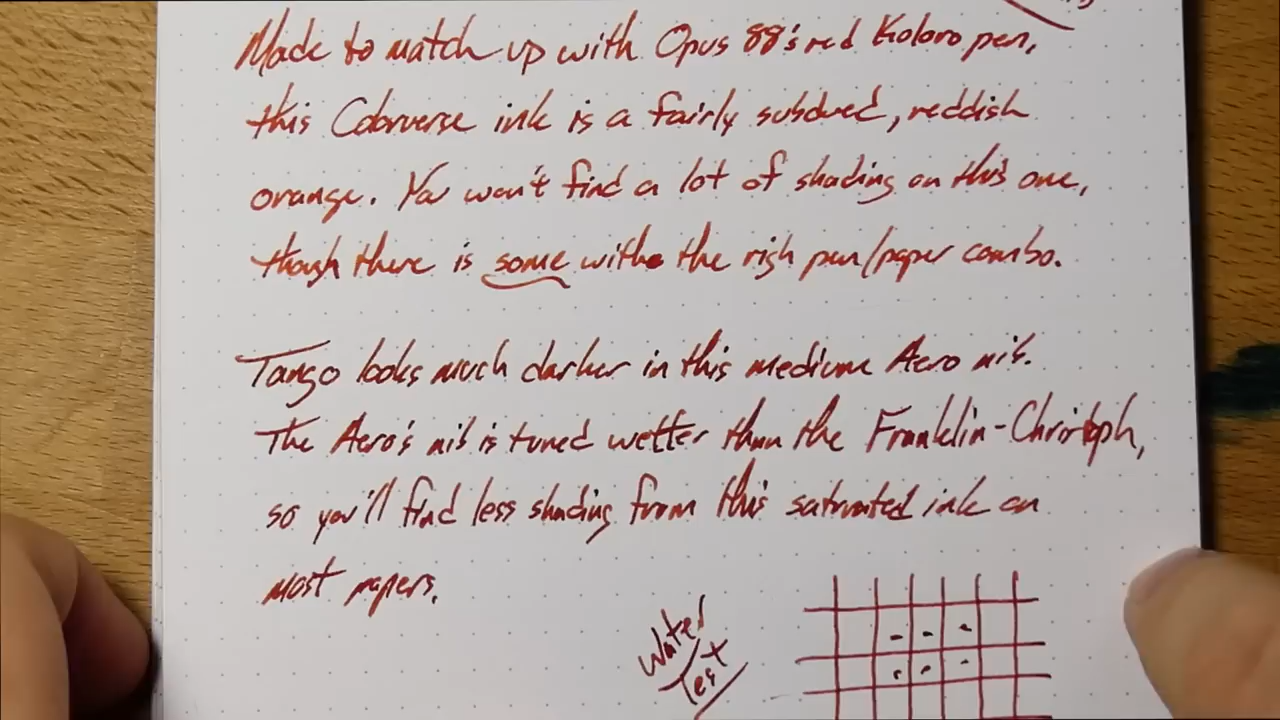 Made to match up with Opus 88's red Koloro pen,
this Colorverse ink is a fairly subdued, reddish
orange. You won't find a lot of shading on this one,
though there is some with the righ pen/paper combo.
Tango looks much darker in this medium Aero nib.
The Aero's nib is tuned wetter than the Franklin-Christoph,
so you'll find less shading from this saturated ink on
most papers.
Water
Test